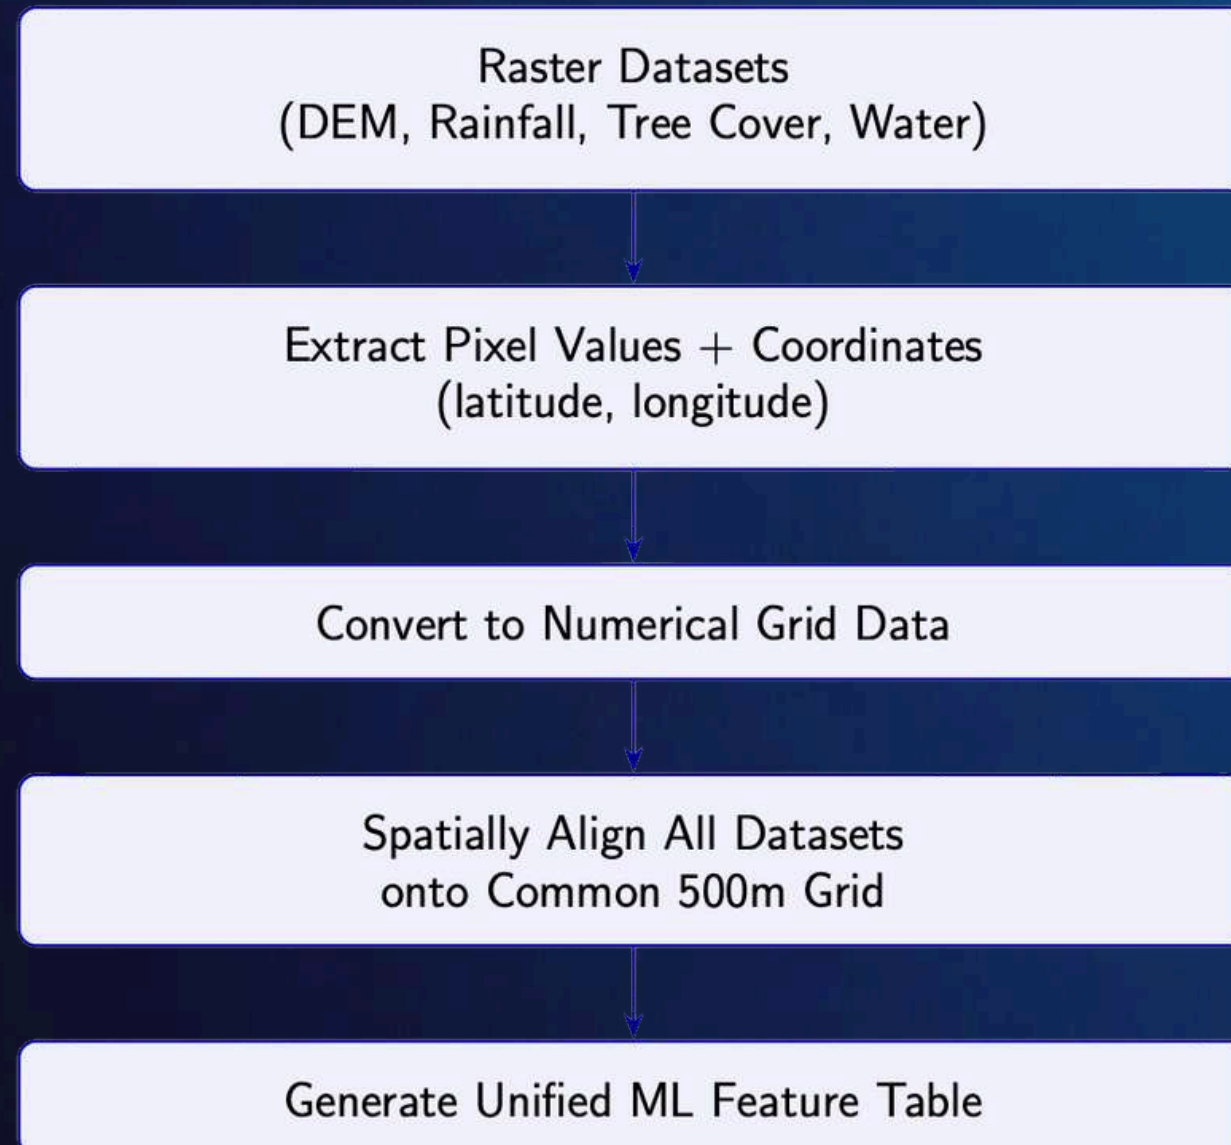 Raster Datasets
(DEM, Rainfall, Tree Cover, Water)
Extract Pixel Values + Coordinates
(latitude, longitude)
Convert to Numerical Grid Data
Spatially Align All Datasets
onto Common 500m Grid
Generate Unified ML Feature Table